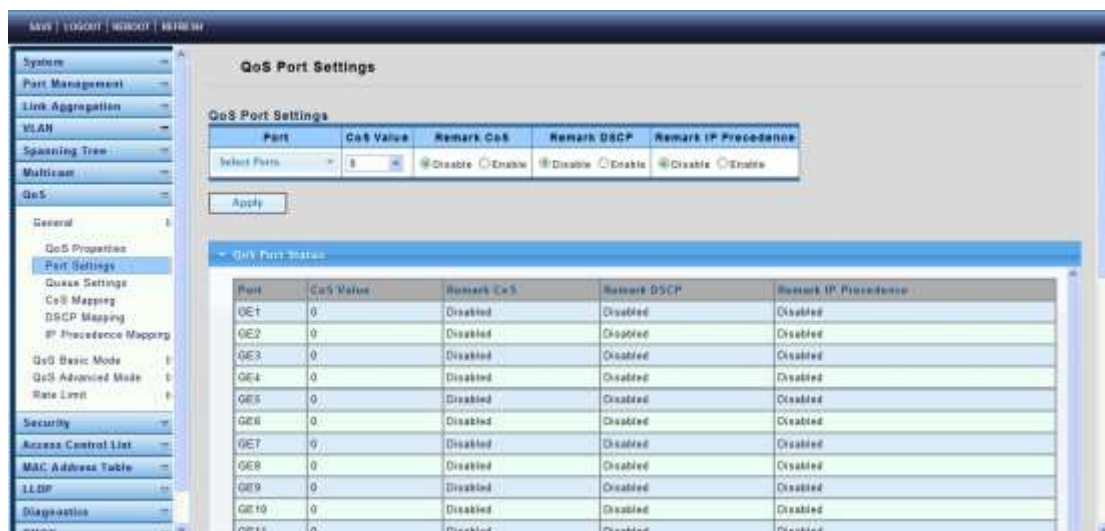 SAVE | LOGOUT | REBOOT | REFRESH
System
Port Management
Link Aggregation
VLAN
Spanning Tree
Multicast
QoS
General
QoS Properties
Port Settings
Queue Settings
CoS Mapping
DSCP Mapping
IP Precedence Mapping
QoS Basic Mode
QoS Advanced Mode
Rate Limit
Security
Access Control List
MAC Address Table
LLDP
Diagnostics
QoS Port Settings
QoS Port Settings
Port CoS Value Remark CoS Remark DSCP Remark IP Precedence
Select Ports 0 Disable Enable Disable Enable Disable Enable
Apply
QoS Port Status
Port CoS Value Remark CoS Remark DSCP Remark IP Precedence
GE1 0 Disabled Disabled Disabled
GE2 0 Disabled Disabled Disabled
GE3 0 Disabled Disabled Disabled
GE4 0 Disabled Disabled Disabled
GE5 0 Disabled Disabled Disabled
GE6 0 Disabled Disabled Disabled
GE7 0 Disabled Disabled Disabled
GE8 0 Disabled Disabled Disabled
GE9 0 Disabled Disabled Disabled
GE10 0 Disabled Disabled Disabled
GE11 0 Disabled Disabled Disabled